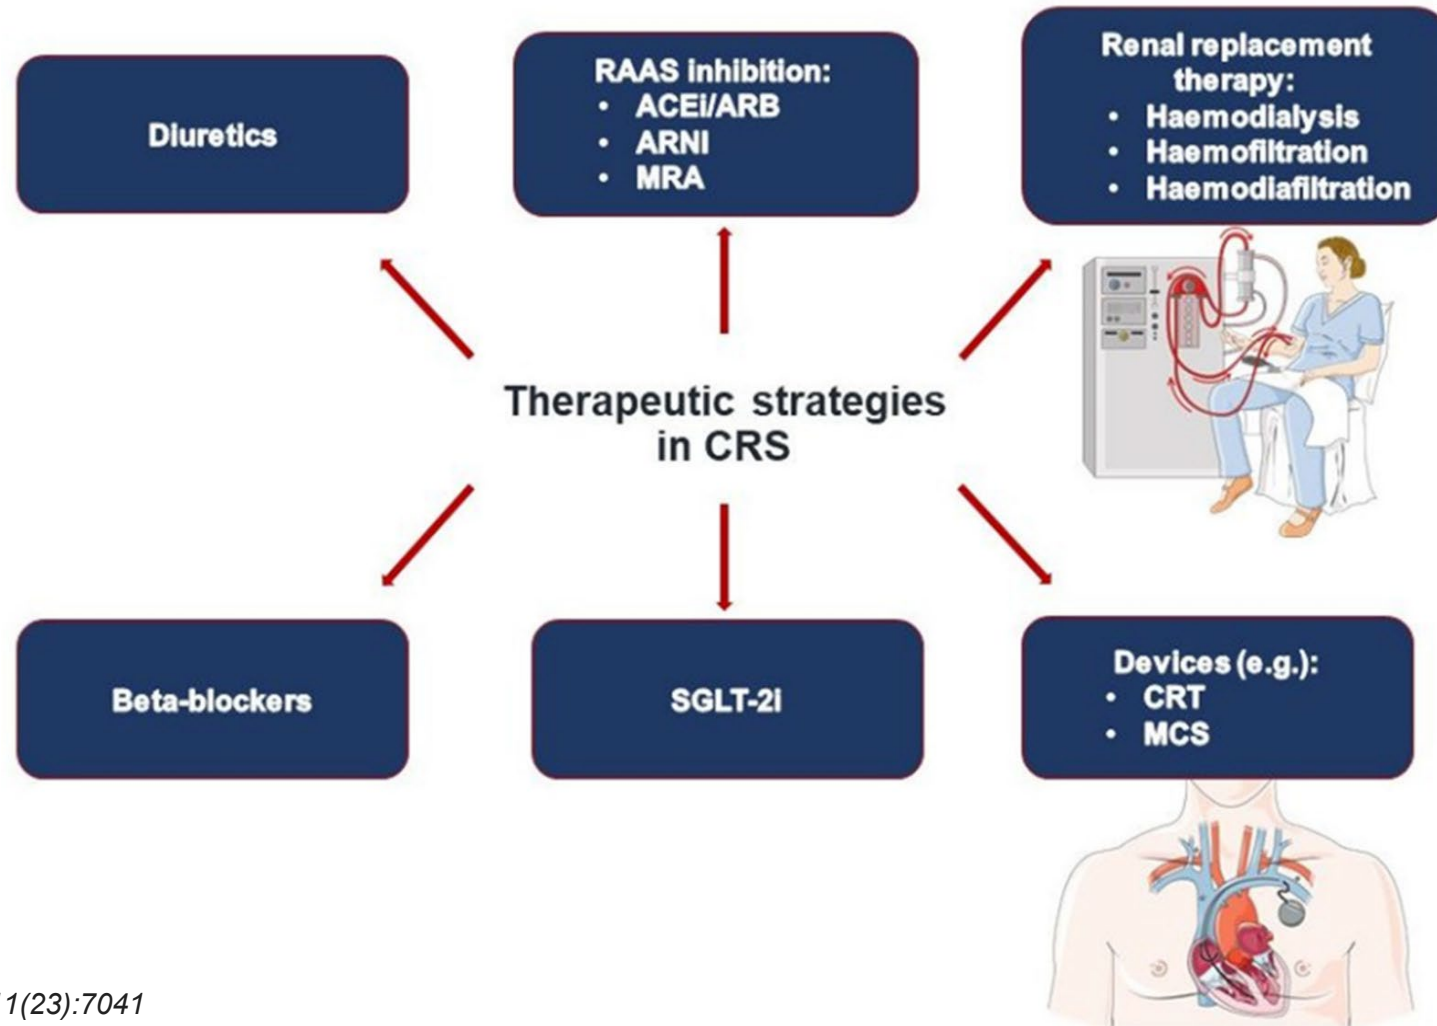 Diuretics
RAAS inhibition:
• ACEi/ARB
• ARNI
• MRA
Renal replacement
therapy:
• Haemodialysis
• Haemofiltration
• Haemodiafiltration
Therapeutic strategies
in CRS
Beta-blockers
SGLT-2i
Devices (e.g.):
• CRT
• MCS
1(23):7041